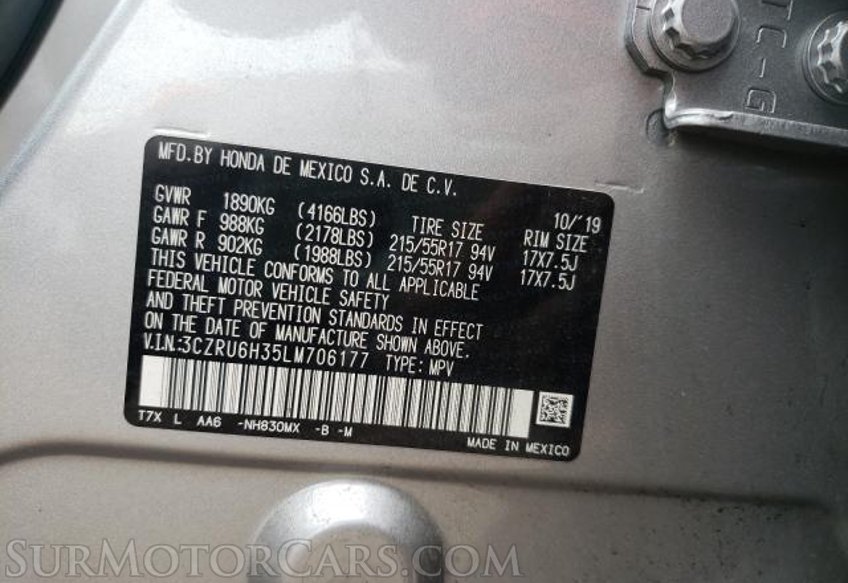 MFD.BY HONDA DE MEXICO S.A. DE C.V.
10/'19
GVWR 1890KG (4166LBS) TIRE SIZE RIM SIZE
GAWR F 988KG (2178LBS) 215/55R17 94V 17X7.5J
GAWR R 902KG (1988LBS) 215/55R17 94V 17X7.5J
THIS VEHICLE CONFORMS TO ALL APPLICABLE
FEDERAL MOTOR VEHICLE SAFETY
AND THEFT PREVENTION STANDARDS IN EFFECT
ON THE DATE OF MANUFACTURE SHOWN ABOVE.
V.I.N:3CZRU6H35LM706177 TYPE: MPV
T7X L AA6 -NH830MX -B -M
MADE IN MEXICO
SURMOTORCARS.COM